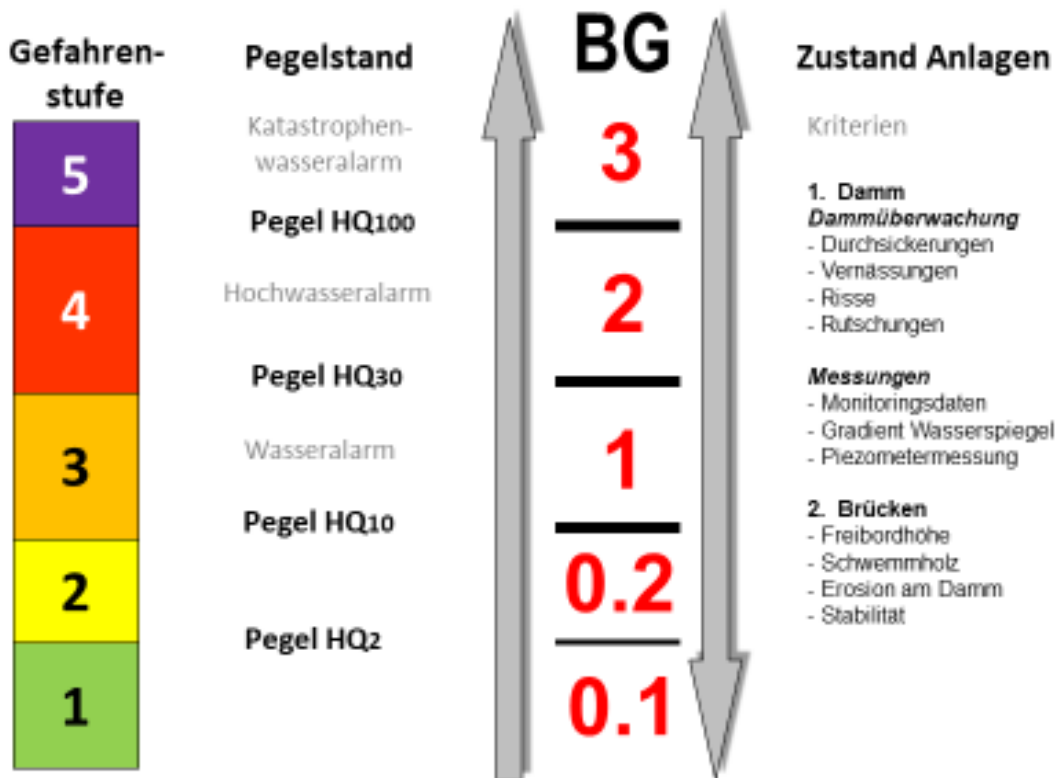 Gefahren-
stufe
5
4
3
2
1
Pegelstand
Katastrophen-
wasseralarm
Pegel HQ100
Hochwasseralarm
Pegel HQ30
Wasseralarm
Pegel HQ10
Pegel HQ2
BG
3
2
1
0.2
0.1
Zustand Anlagen
Kriterien
1. Damm
Dammüberwachung
- Durchsickerungen
- Vernässungen
- Risse
- Rutschungen
Messungen
- Monitoringsdaten
- Gradient Wasserspiegel
- Piezometermessung
2. Brücken
- Freibordhöhe
- Schwemmholz
- Erosion am Damm
- Stabilität